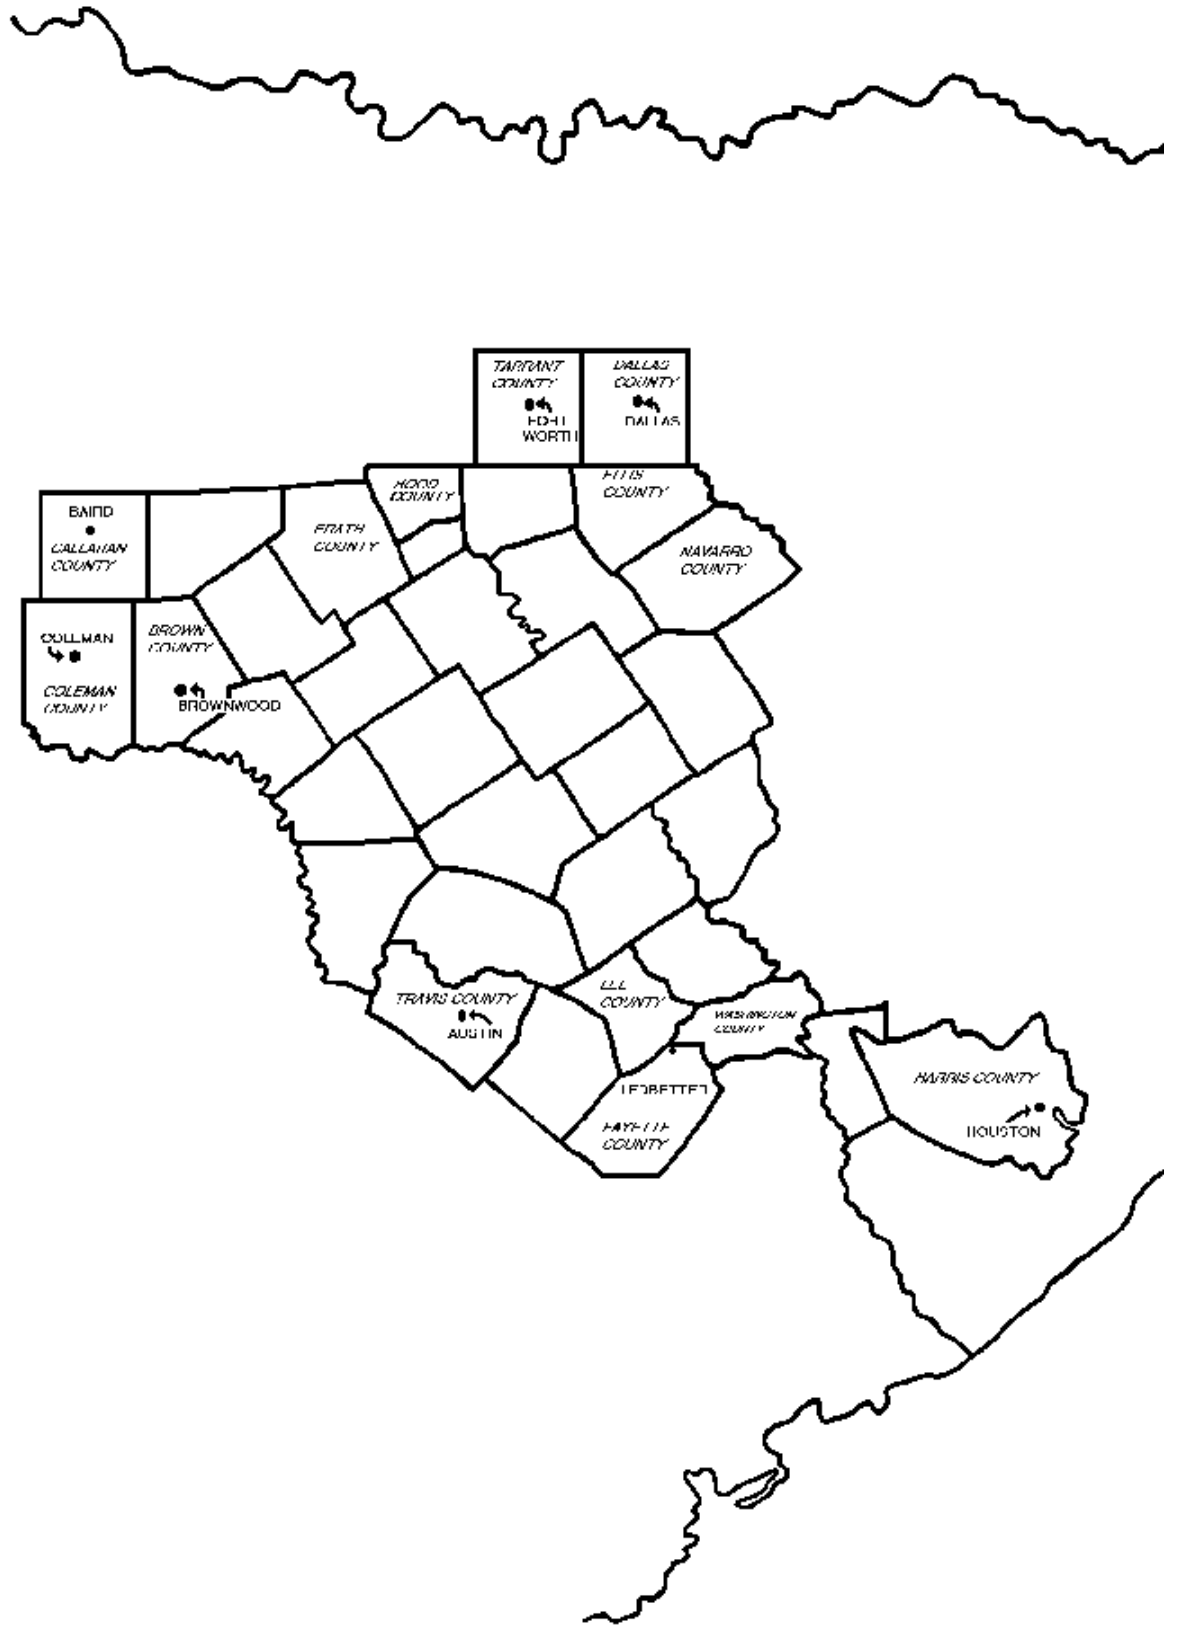 TARRANT
COUNTY
FORT
WORTH
DALLAS
COUNTY
DALLAS
HOOD
COUNTY
ELLIS
COUNTY
BAIRD
CALLAHAN
COUNTY
ERATH
COUNTY
NAVARRO
COUNTY
COLEMAN
COLEMAN
COUNTY
BROWN
COUNTY
BROWNWOOD
TRAVIS COUNTY
AUSTIN
LEE
COUNTY
WASHINGTON
COUNTY
LEDBETTER
FAYETTE
COUNTY
HARRIS COUNTY
HOUSTON